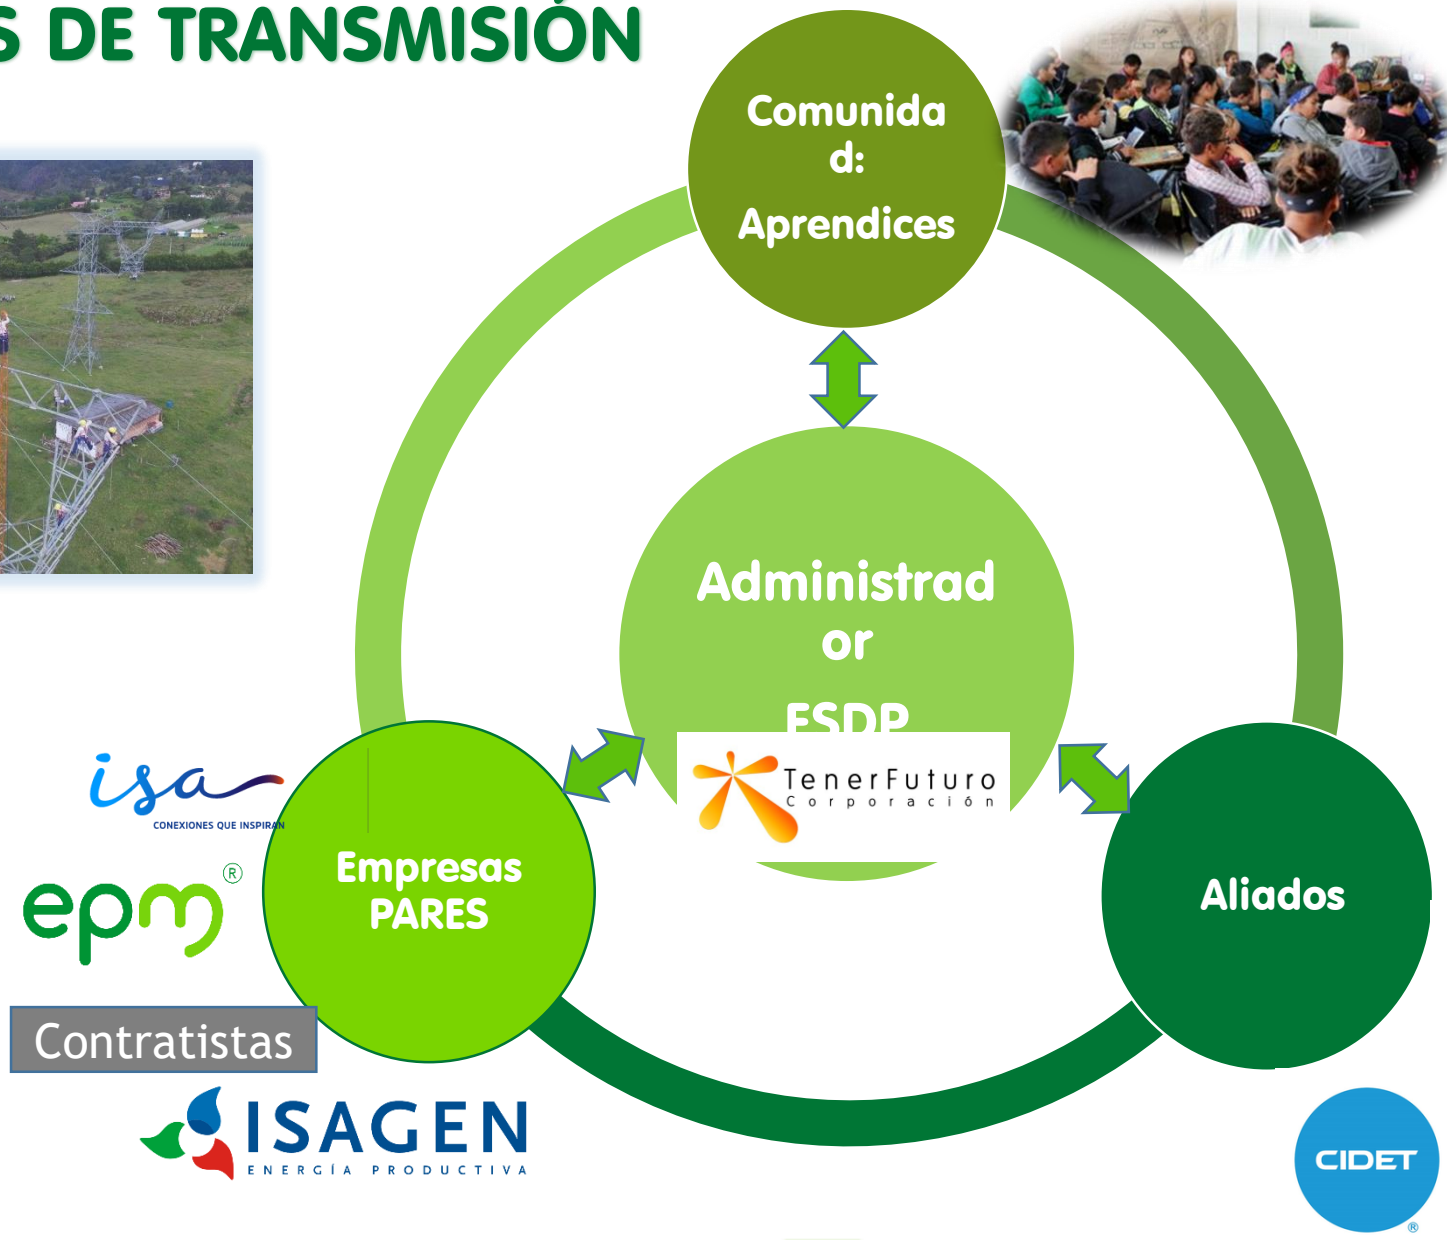 S DE TRANSMISIÓN
Comunida
d:
Aprendices
Administrad
or
FSDP
TenerFuturo
Corporación
isa
CONEXIONES QUE INSPIRAN
epm®
Empresas
PARES
Aliados
Contratistas
ISAGEN
ENERGÍA PRODUCTIVA
CIDET
®